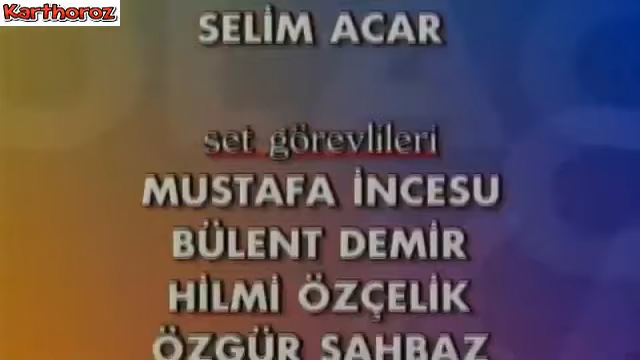 Karthoroz
SELİM ACAR
set görevlileri
MUSTAFA İNCESU
BÜLENT DEMİR
HİLMİ ÖZÇELİK
ÖZGÜR SAHBAZ